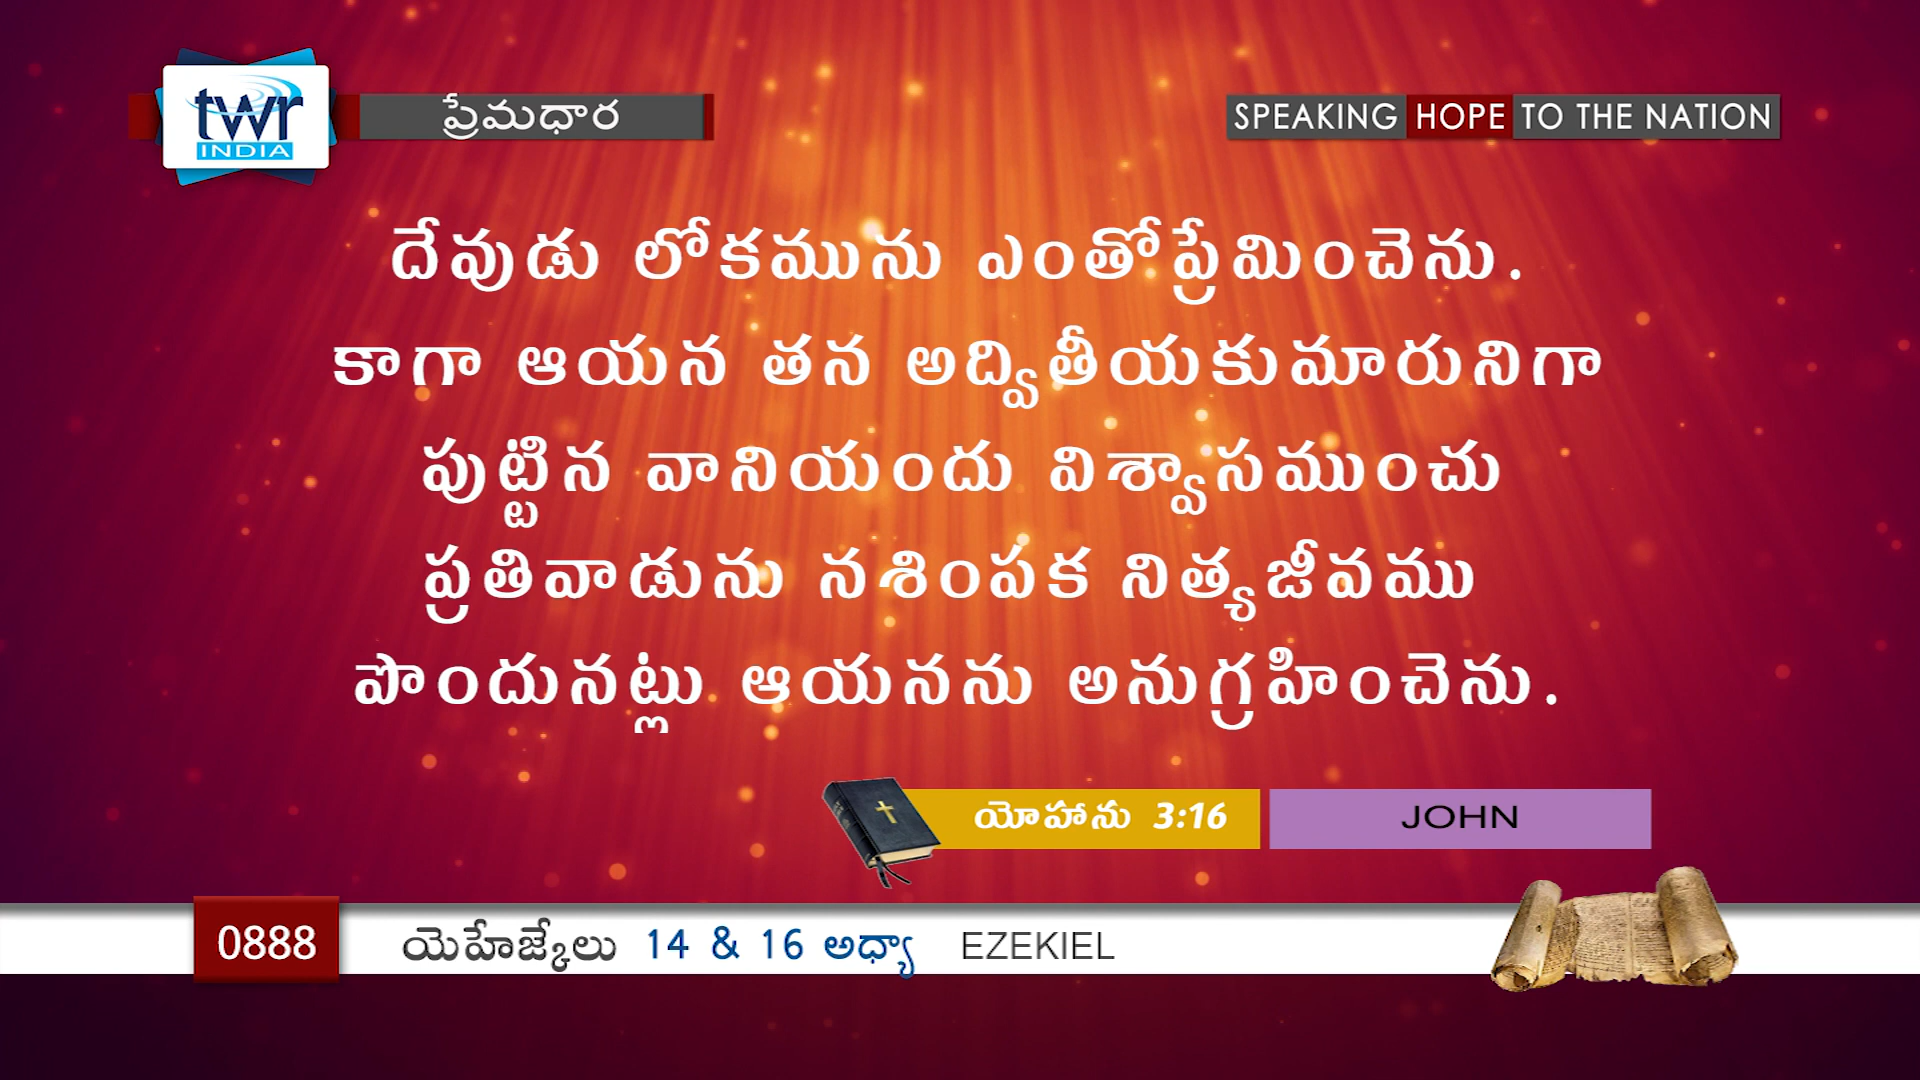 twr
INDIA
ప్రేమధార
SPEAKING HOPE TO THE NATION
దేవుడు లోకమును ఎంతోప్రేమించెను.
కాగా ఆయన తన అద్వితీయకుమారునిగా
పుట్టిన వానియందు విశ్వాసముంచు
ప్రతివాడును నశింపక నిత్యజీవము
పొందునట్లు ఆయనను అనుగ్రహించెను.
యోహాను 3:16 JOHN
0888 యెహేజ్కేలు 14 & 16 అధ్యా EZEKIEL